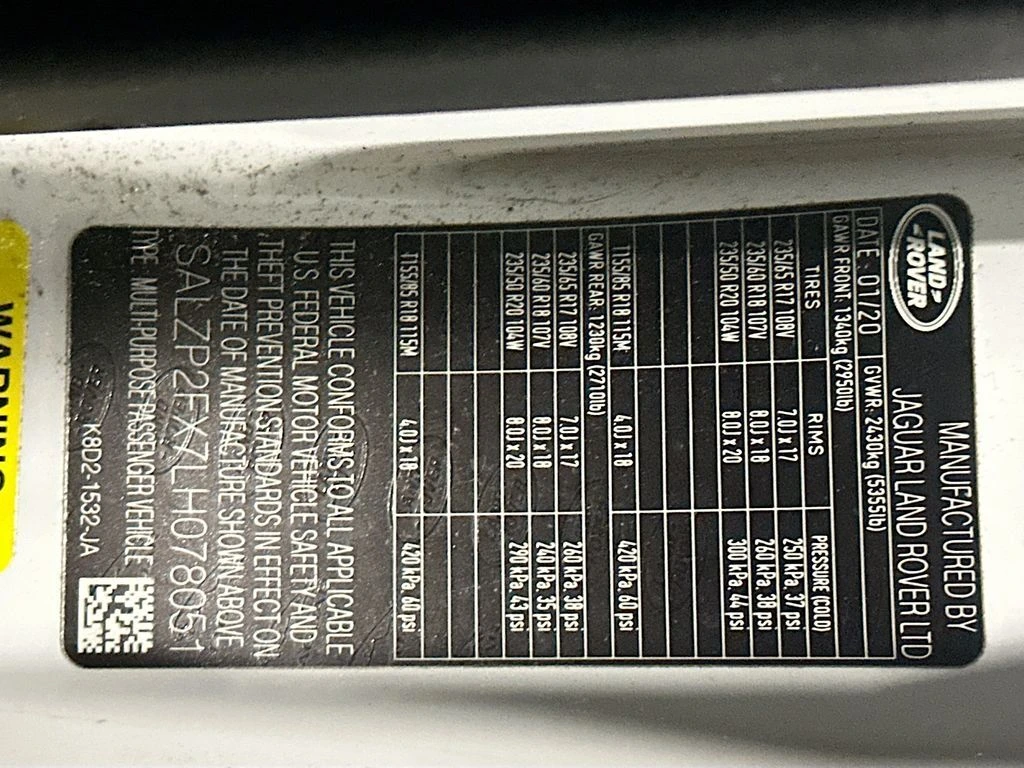 LAND ROVER
MANUFACTURED BY
JAGUAR LAND ROVER LTD
DATE: 01/20 GVWR: 2430kg (5355lb)
GAWR FRONT: 1340kg (2950lb)
TIRES RIMS PRESSURE (COLD)
235/65 R17 108V 7.0J x 17 250 kPa, 37 psi
235/60 R18 107V 8.0J x 18 260 kPa, 38 psi
235/50 R20 104W 8.0J x 20 300 kPa, 44 psi
T155/85 R18 115M 4.0J x 18 420 kPa, 60 psi
GAWR REAR: 1230kg (2710lb)
235/65 R17 108V 7.0J x 17 260 kPa, 38 psi
235/60 R18 107V 8.0J x 18 240 kPa, 35 psi
235/50 R20 104W 8.0J x 20 290 kPa, 43 psi
T155/85 R18 115M 4.0J x 18 420 kPa, 60 psi
THIS VEHICLE CONFORMS TO ALL APPLICABLE
U.S. FEDERAL MOTOR VEHICLE SAFETY AND
THEFT PREVENTION STANDARDS IN EFFECT ON
THE DATE OF MANUFACTURE SHOWN ABOVE
SALZP2FX7LH078051
TYPE: MULTIPURPOSE PASSENGER VEHICLE
K8D2-1532-JA
WARNING